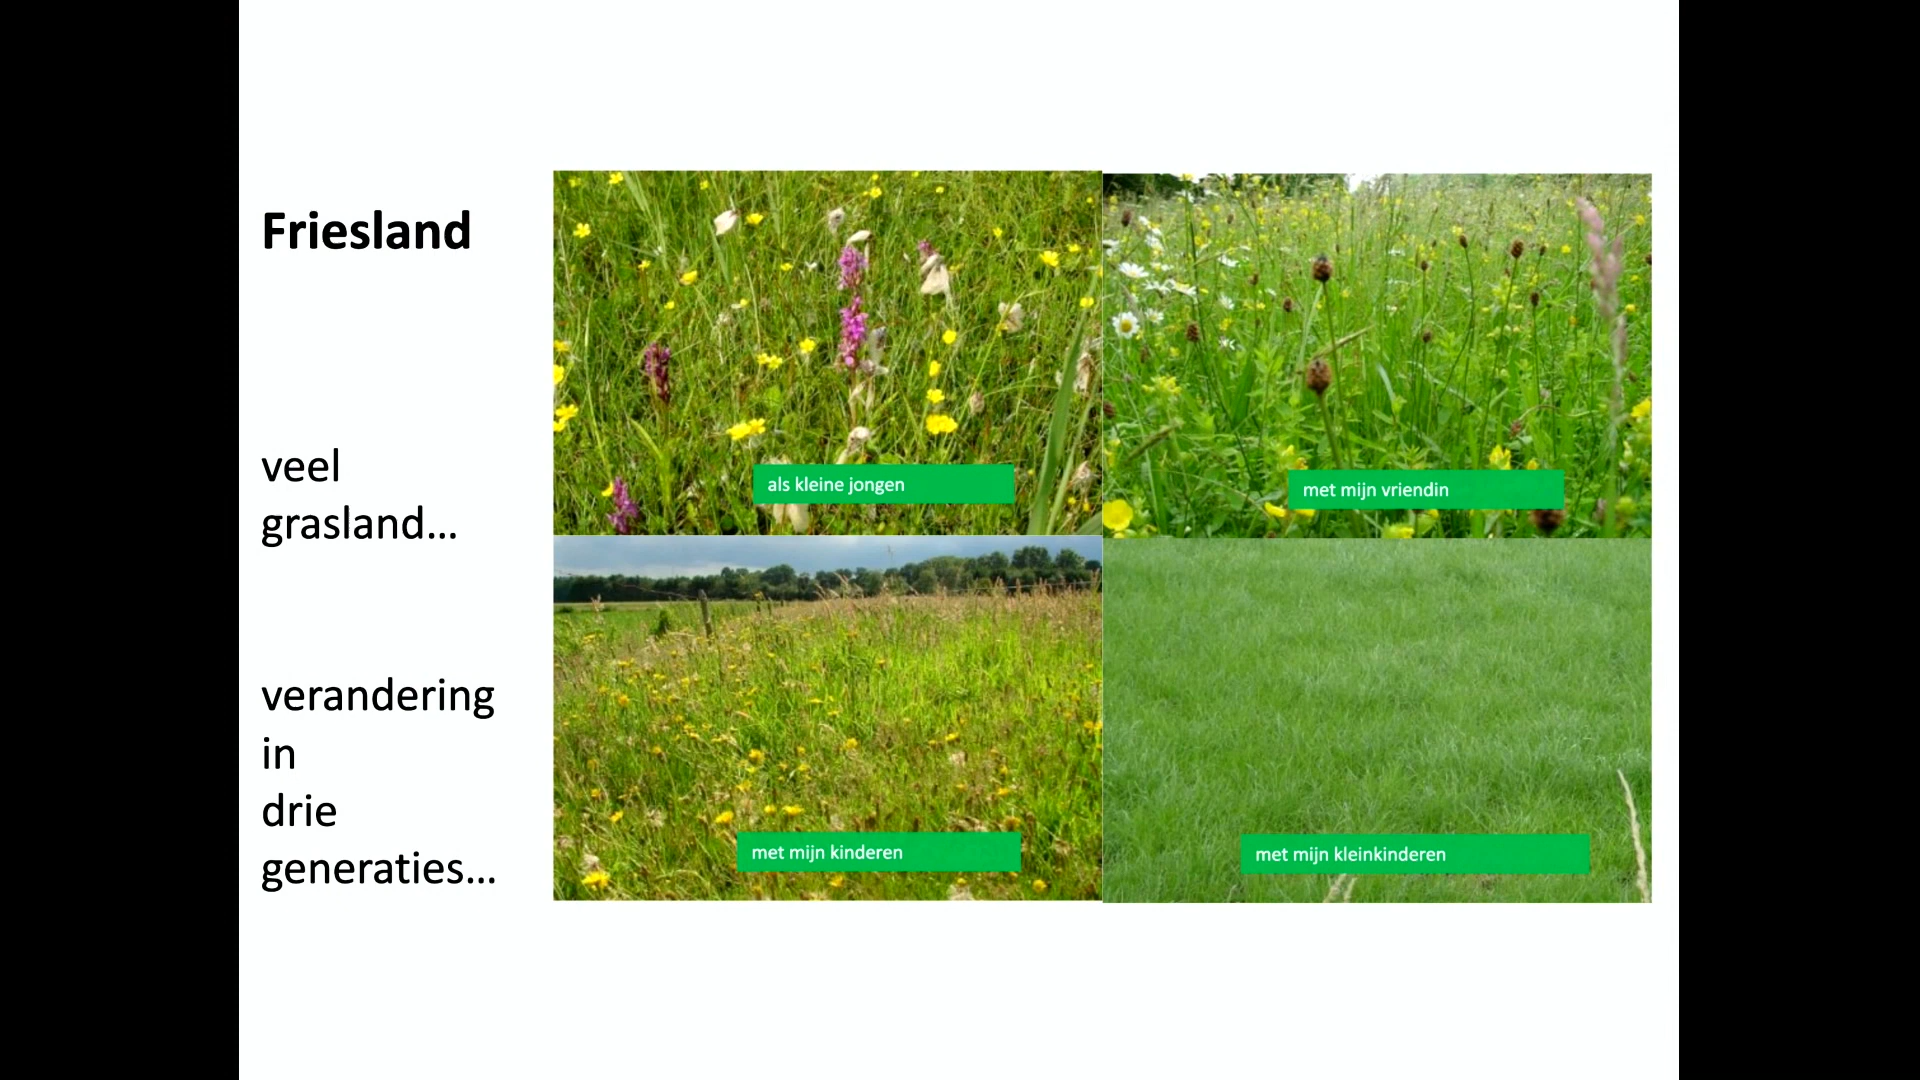 Friesland
veel
grasland...
verandering
in
drie
generaties...
als kleine jongen
met mijn vriendin
met mijn kinderen
met mijn kleinkinderen